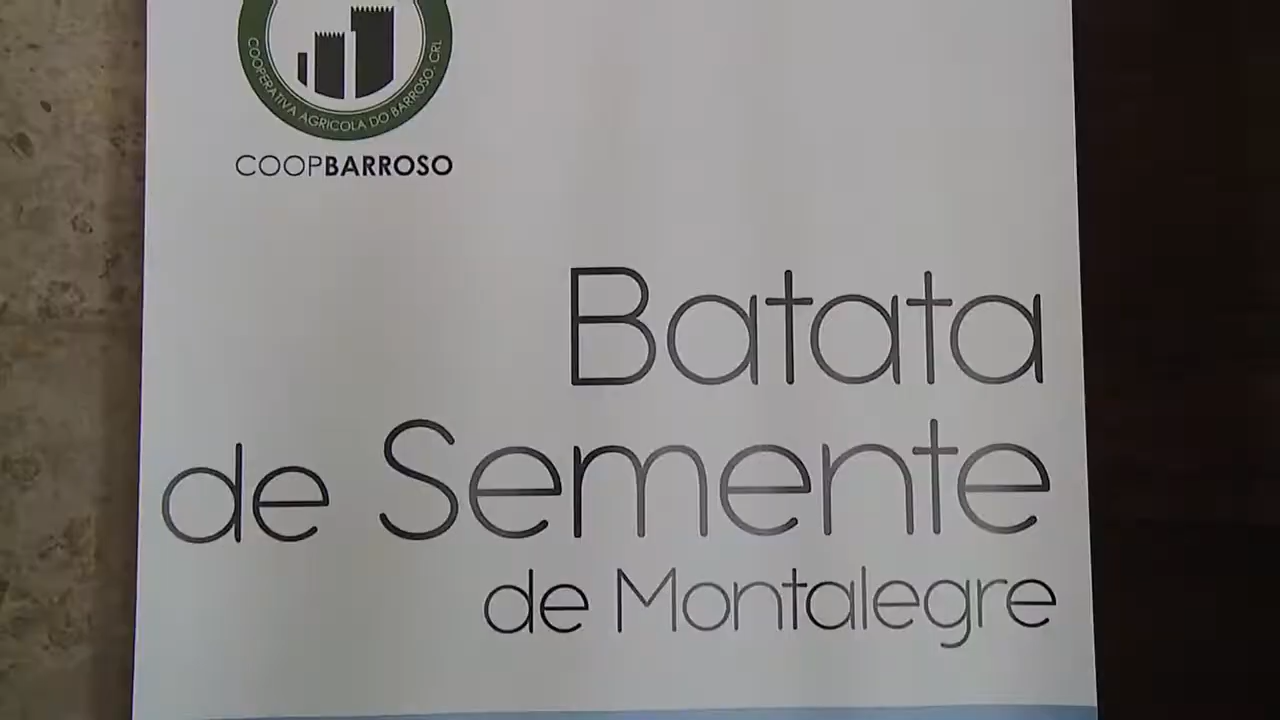 COOPERATIVA AGRICOLA DO BARROSO, CRL
COOPBARROSO
Batata
de Semente
de Montalegre